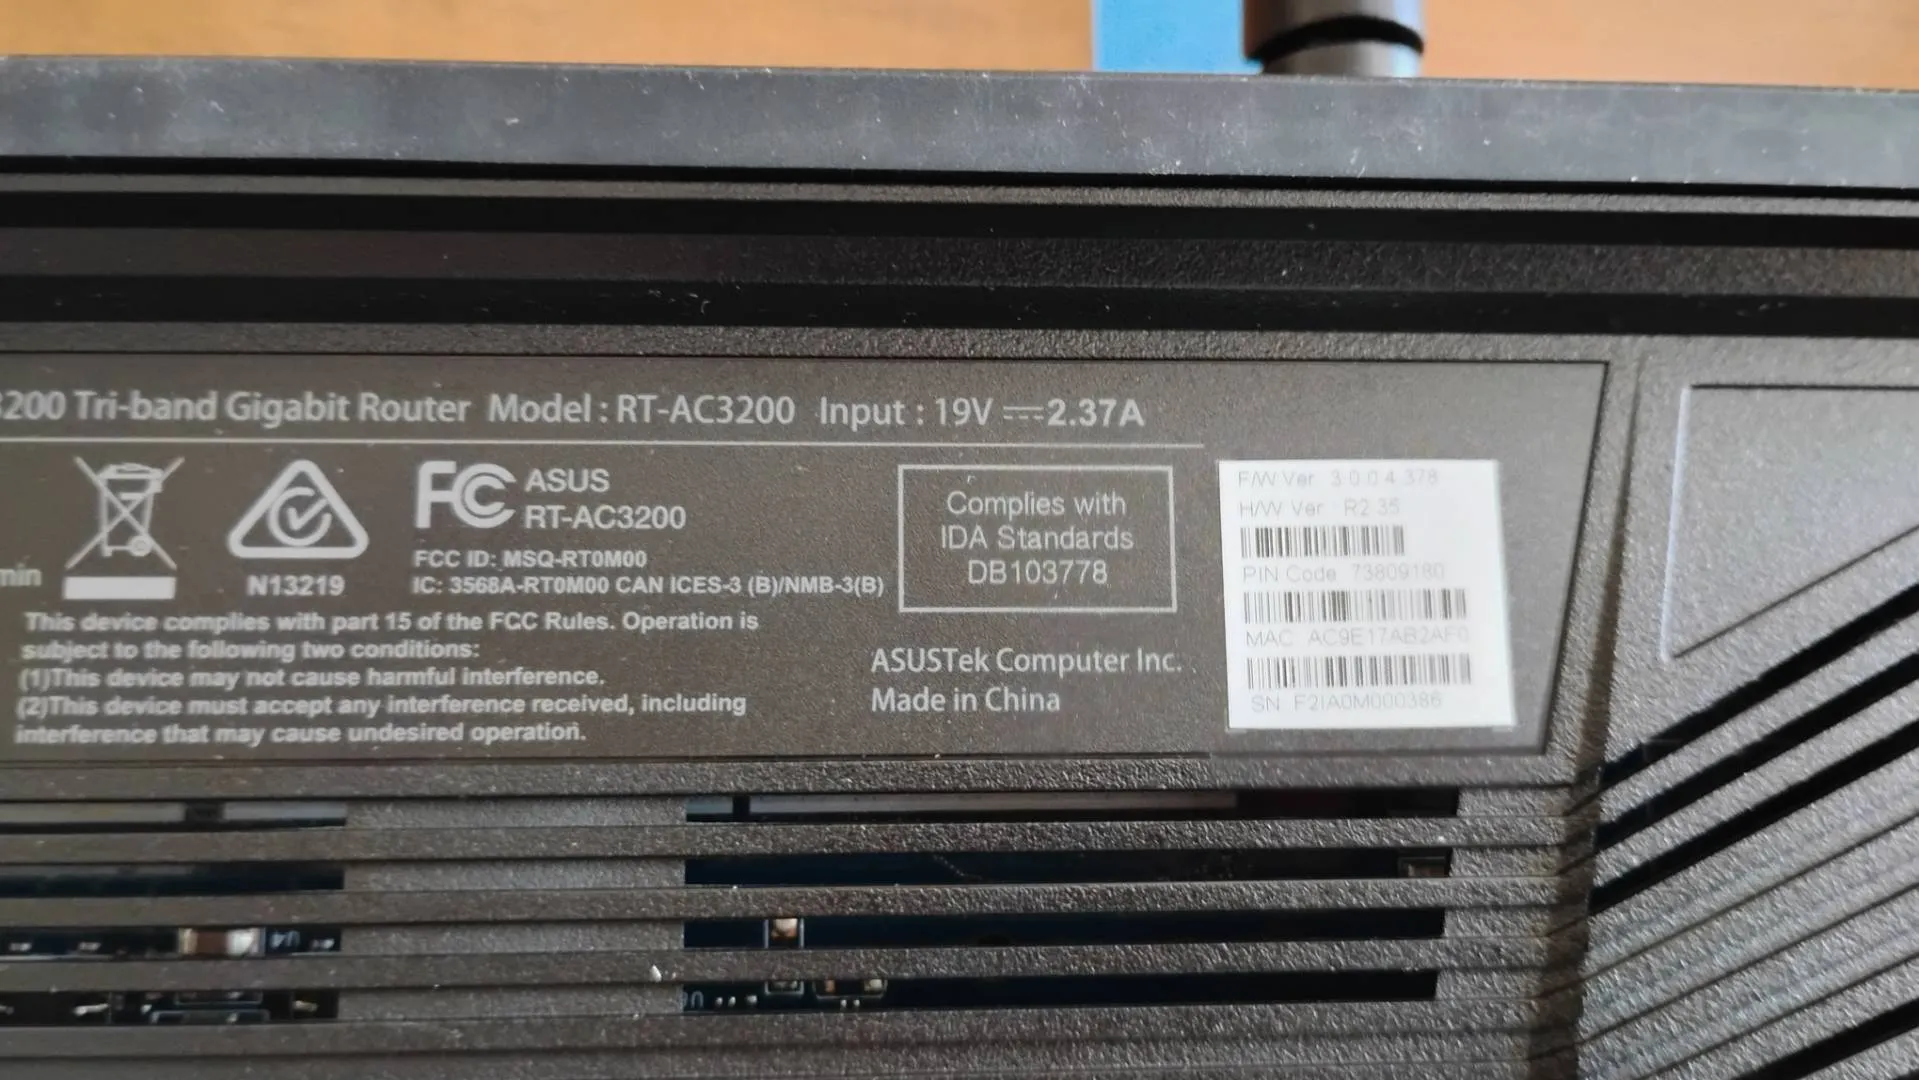 3200 Tri-band Gigabit Router Model : RT-AC3200 Input : 19V ⎓2.37A
min
N13219
FC ASUS
RT-AC3200
FCC ID: MSQ-RT0M00
IC: 3568A-RT0M00 CAN ICES-3 (B)/NMB-3(B)
This device complies with part 15 of the FCC Rules. Operation is
subject to the following two conditions:
(1)This device may not cause harmful interference.
(2)This device must accept any interference received, including
interference that may cause undesired operation.
Complies with
IDA Standards
DB103778
ASUSTek Computer Inc.
Made in China
F/W Ver 3.0.0.4.378
H/W Ver R2.35
PIN Code 73809180
MAC AC9E17AB2AF0
SN F2IA0M000386
U4